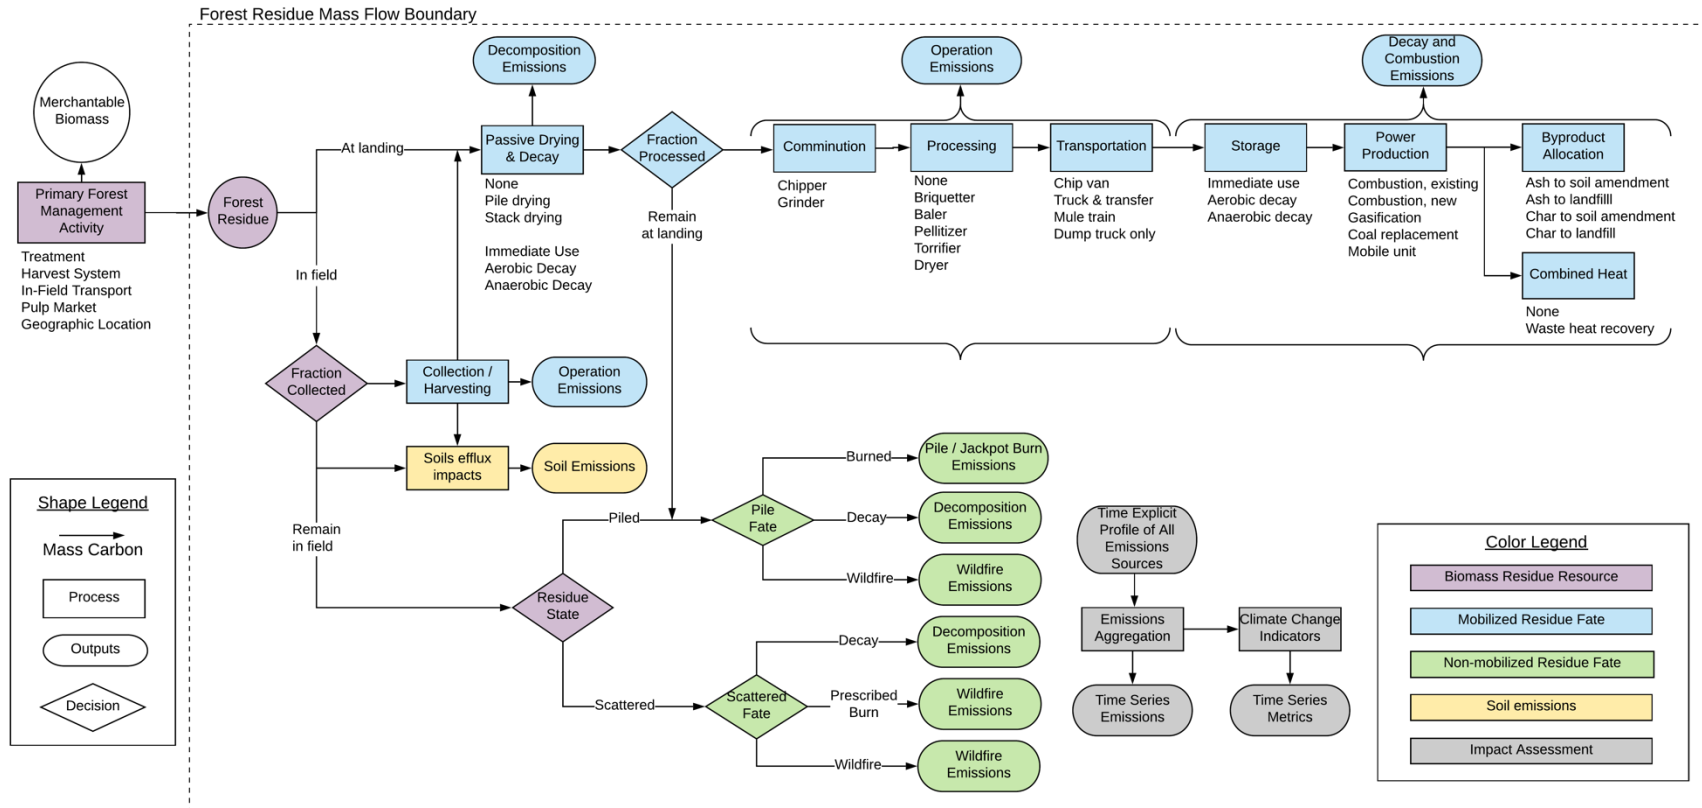 Forest Residue Mass Flow Boundary
Merchantable
Biomass
Primary Forest
Management
Activity
Treatment
Harvest System
In-Field Transport
Pulp Market
Geographic Location
Forest
Residue
At landing
In field
Decomposition
Emissions
Passive Drying
& Decay
None
Pile drying
Stack drying
Immediate Use
Aerobic Decay
Anaerobic Decay
Fraction
Processed
Remain
at landing
Operation
Emissions
Comminution
Chipper
Grinder
Processing
None
Briquetter
Baler
Pellitizer
Torrifier
Dryer
Transportation
Chip van
Truck & transfer
Mule train
Dump truck only
Decay and
Combustion
Emissions
Storage
Immediate use
Aerobic decay
Anaerobic decay
Power
Production
Combustion, existing
Combustion, new
Gasification
Coal replacement
Mobile unit
Byproduct
Allocation
Ash to soil amendment
Ash to landfilll
Char to soil amendment
Char to landfill
Combined Heat
None
Waste heat recovery
Fraction
Collected
Collection /
Harvesting
Operation
Emissions
Soils efflux
impacts
Soil Emissions
Remain
in field
Residue
State
Piled
Scattered
Pile
Fate
Burned
Pile / Jackpot Burn
Emissions
Decay
Decomposition
Emissions
Wildfire
Wildfire
Emissions
Scattered
Fate
Decay
Decomposition
Emissions
Prescribed
Burn
Wildfire
Emissions
Wildfire
Wildfire
Emissions
Time Explicit
Profile of All
Emissions
Sources
Emissions
Aggregation
Climate Change
Indicators
Time Series
Emissions
Time Series
Metrics
Shape Legend
Mass Carbon
Process
Outputs
Decision
Color Legend
Biomass Residue Resource
Mobilized Residue Fate
Non-mobilized Residue Fate
Soil emissions
Impact Assessment